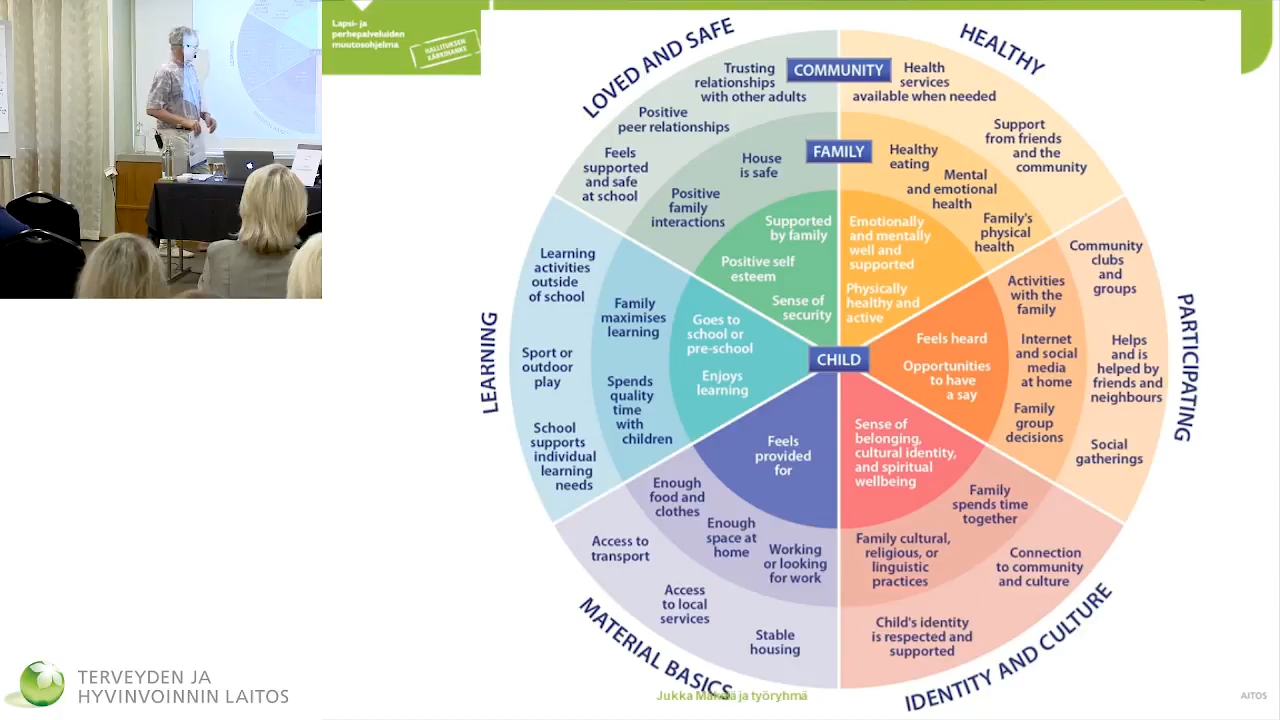 Lapsi- ja
perhepalveluiden
muutosohjelma
HALLITUKSEN
KÄRKIHANKE
LOVED AND SAFE
HEALTHY
COMMUNITY
Trusting
relationships
with other adults
Positive
peer relationships
Feels
supported
and safe
at school
Health
services
available when needed
Support
from friends
and the
community
FAMILY
House
is safe
Positive
family
interactions
Healthy
eating
Mental
and emotional
health
Family's
physical
health
Supported
by family
Positive self
esteem
Sense of
security
Emotionally
and mentally
well and
supported
Physically
healthy and
active
LEARNING
Learning
activities
outside
of school
Sport or
outdoor
play
School
supports
individual
learning
needs
Family
maximises
learning
Spends
quality
time
with
children
Goes to
school or
pre-school
Enjoys
learning
CHILD
Feels heard
Opportunities
to have
a say
Activities
with the
family
Internet
and social
media
at home
Family
group
decisions
Community
clubs
and
groups
Helps
and is
helped by
friends and
neighbours
Social
gatherings
PARTICIPATING
Feels
provided
for
Enough
food and
clothes
Enough
space at
home
Working
or looking
for work
Access to
transport
Access
to local
services
Stable
housing
MATERIAL BASICS
Sense of
belonging,
cultural identity,
and spiritual
wellbeing
Family
spends time
together
Family cultural,
religious, or
linguistic
practices
Connection
to community
and culture
Child's identity
is respected and
supported
IDENTITY AND CULTURE
Jukka Mäkelä ja työryhmä
AITOS
TERVEYDEN JA
HYVINVOINNIN LAITOS